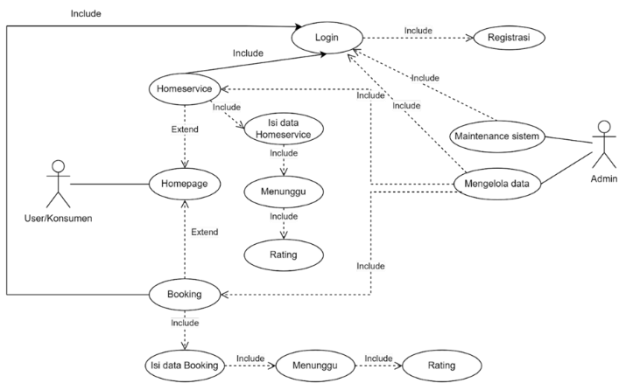 Include
Login
Include
Registrasi
Include
Homeservice
Include
Include
Include
Include
Isi data
Homeservice
Extend
Include
Maintenance sistem
Admin
User/Konsumen
Homepage
Menunggu
Mengelola data
Include
Extend
Rating
Include
Booking
Include
Isi data Booking
Include
Menunggu
Include
Rating